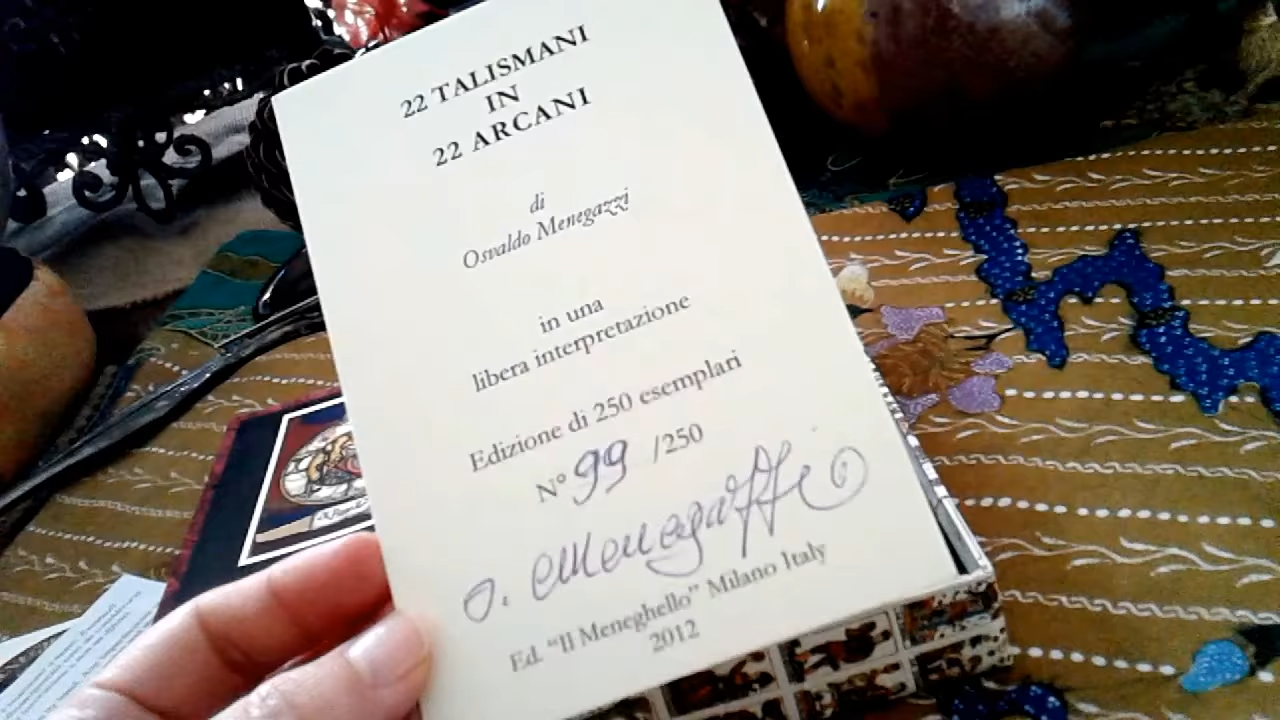 22 TALISMANI
IN
22 ARCANI
di
Osvaldo Menegazzi
in una
libera interpretazione
Edizione di 250 esemplari
N° 99 /250
O. Menegazzi
Ed. "Il Meneghello" Milano Italy
2012